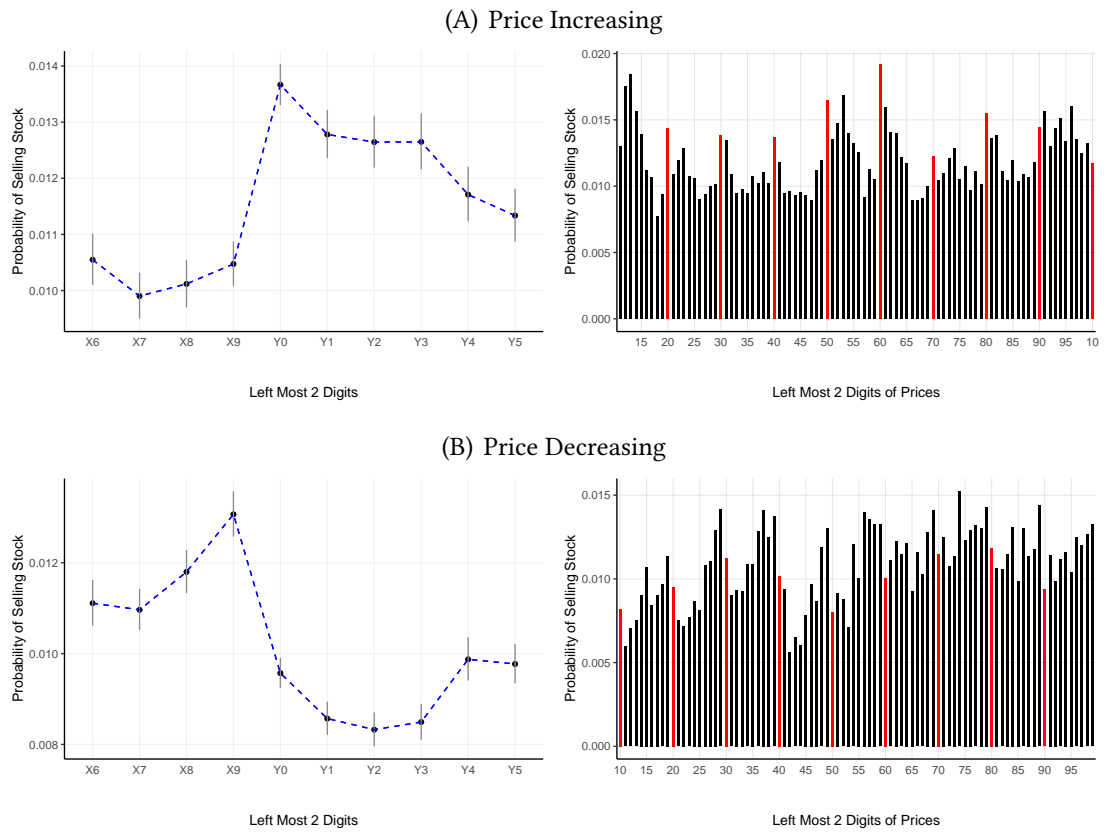 (A) Price Increasing
Probability of Selling Stock
0.014
0.013
0.012
0.011
0.010
X6 X7 X8 X9 Y0 Y1 Y2 Y3 Y4 Y5
Left Most 2 Digits
Probability of Selling Stock
0.020
0.015
0.010
0.005
0.000
15 20 25 30 35 40 45 50 55 60 65 70 75 80 85 90 95 10
Left Most 2 Digits of Prices
(B) Price Decreasing
Probability of Selling Stock
0.012
0.010
0.008
X6 X7 X8 X9 Y0 Y1 Y2 Y3 Y4 Y5
Left Most 2 Digits
Probability of Selling Stock
0.015
0.010
0.005
0.000
10 15 20 25 30 35 40 45 50 55 60 65 70 75 80 85 90 95
Left Most 2 Digits of Prices